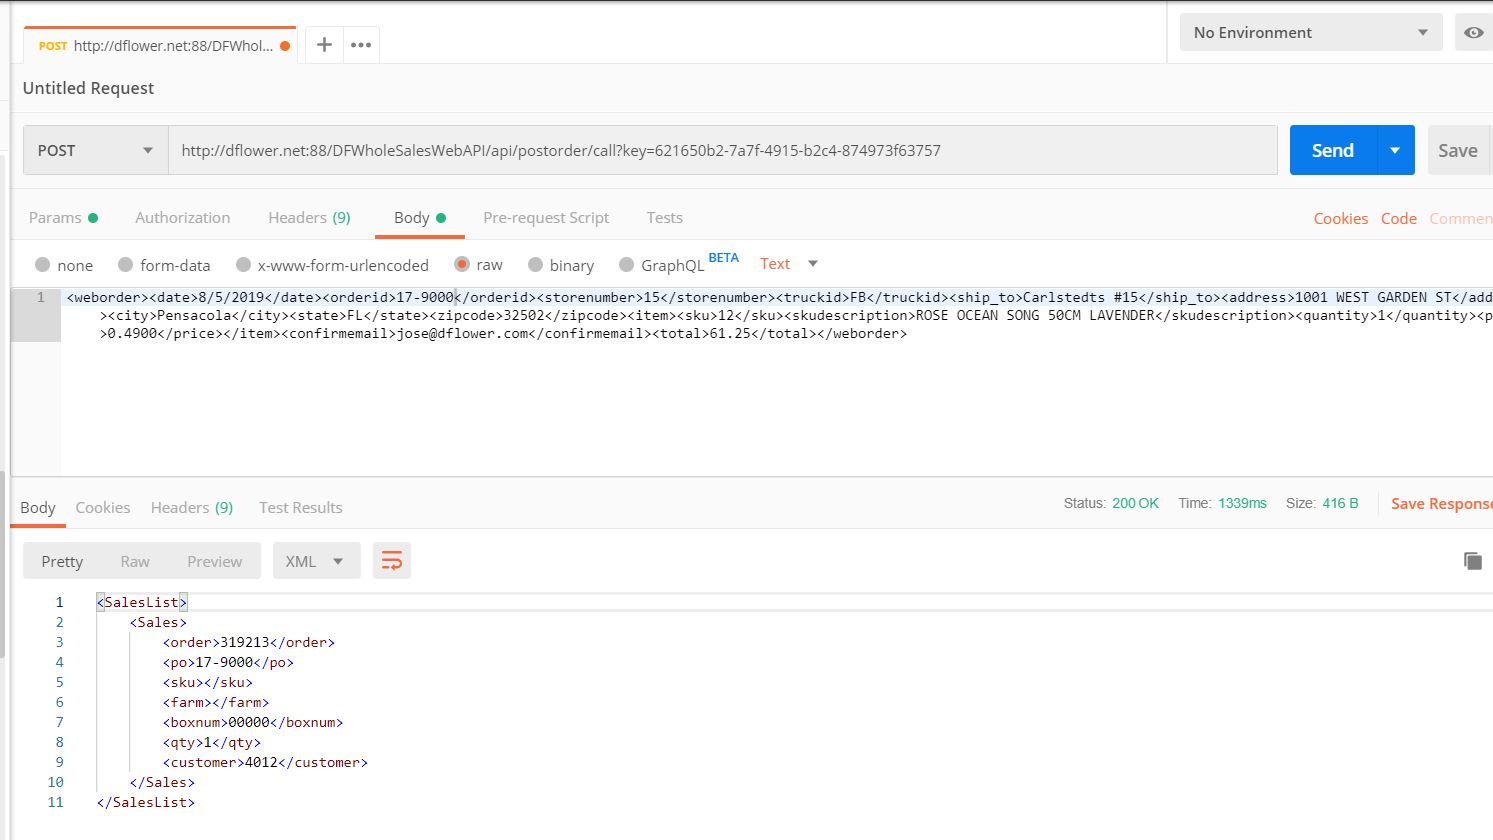 POST http://dflower.net:88/DFWhol...
No Environment
Untitled Request
POST http://dflower.net:88/DFWholeSalesWebAPI/api/postorder/call?key=621650b2-7a7f-4915-b2c4-874973f63757 Send Save
Params Authorization Headers (9) Body Pre-request Script Tests Cookies Code Commen
none form-data x-www-form-urlencoded raw binary GraphQL BETA Text
1 <weborder><date>8/5/2019</date><orderid>17-9000</orderid><storenumber>15</storenumber><truckid>FB</truckid><ship_to>Carlstedts #15</ship_to><address>1001 WEST GARDEN ST</add
><city>Pensacola</city><state>FL</state><zipcode>32502</zipcode><item><sku>12</sku><skudescription>ROSE OCEAN SONG 50CM LAVENDER</skudescription><quantity>1</quantity><p
>0.4900</price></item><confirmemail>jose@dflower.com</confirmemail><total>61.25</total></weborder>
Body Cookies Headers (9) Test Results Status: 200 OK Time: 1339ms Size: 416 B Save Response
Pretty Raw Preview XML
1 <SalesList>
2 <Sales>
3 <order>319213</order>
4 <po>17-9000</po>
5 <sku></sku>
6 <farm></farm>
7 <boxnum>00000</boxnum>
8 <qty>1</qty>
9 <customer>4012</customer>
10 </Sales>
11 </SalesList>